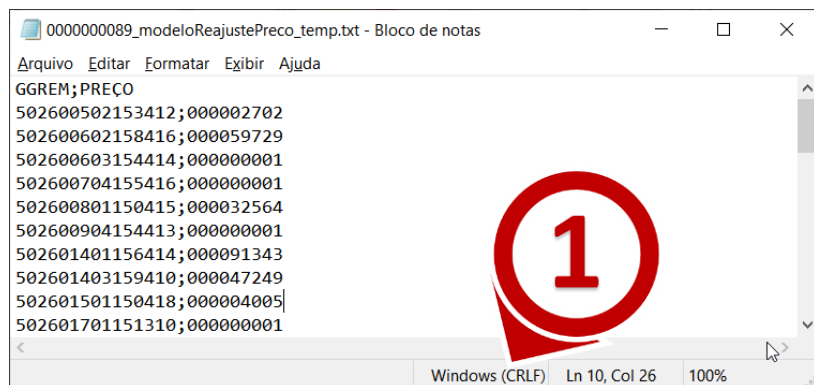 0000000089_modeloReajustePreco_temp.txt - Bloco de notas
Arquivo Editar Formatar Exibir Ajuda
GGREM;PREÇO
502600502153412;000002702
502600602158416;000059729
502600603154414;000000001
502600704155416;000000001
502600801150415;000032564
502600904154413;000000001
502601401156414;000091343
502601403159410;000047249
502601501150418;000004005
502601701151310;000000001
1
Windows (CRLF) Ln 10, Col 26 100%